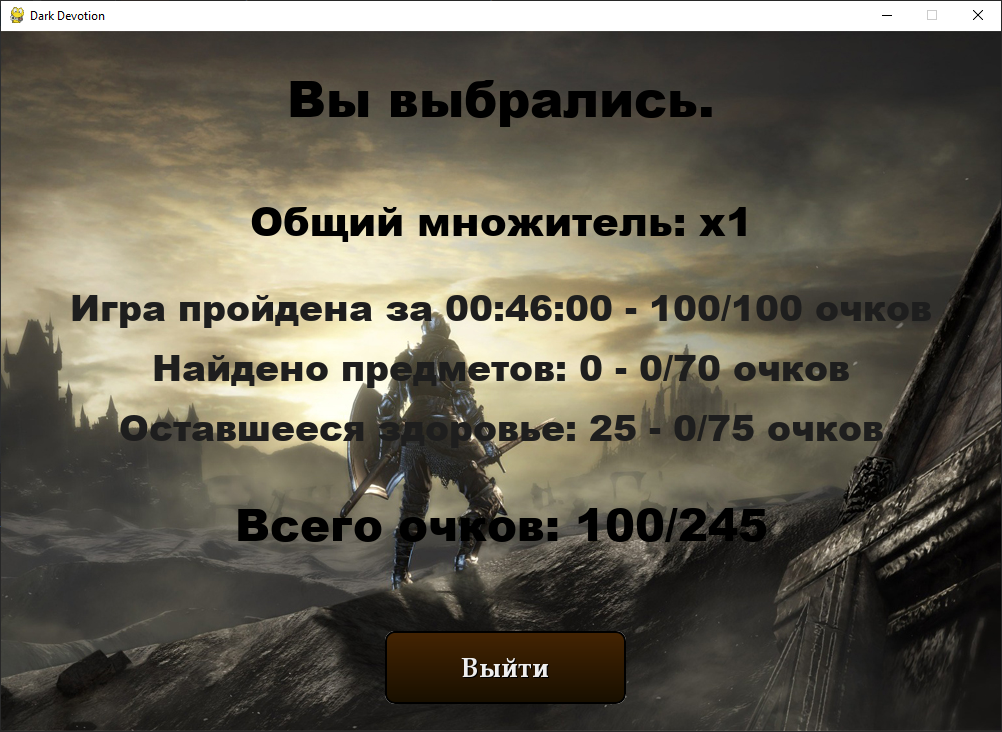 Dark Devotion
Вы выбрались.
Общий множитель: x1
Игра пройдена за 00:46:00 - 100/100 очков
Найдено предметов: 0 - 0/70 очков
Оставшееся здоровье: 25 - 0/75 очков
Всего очков: 100/245
Выйти